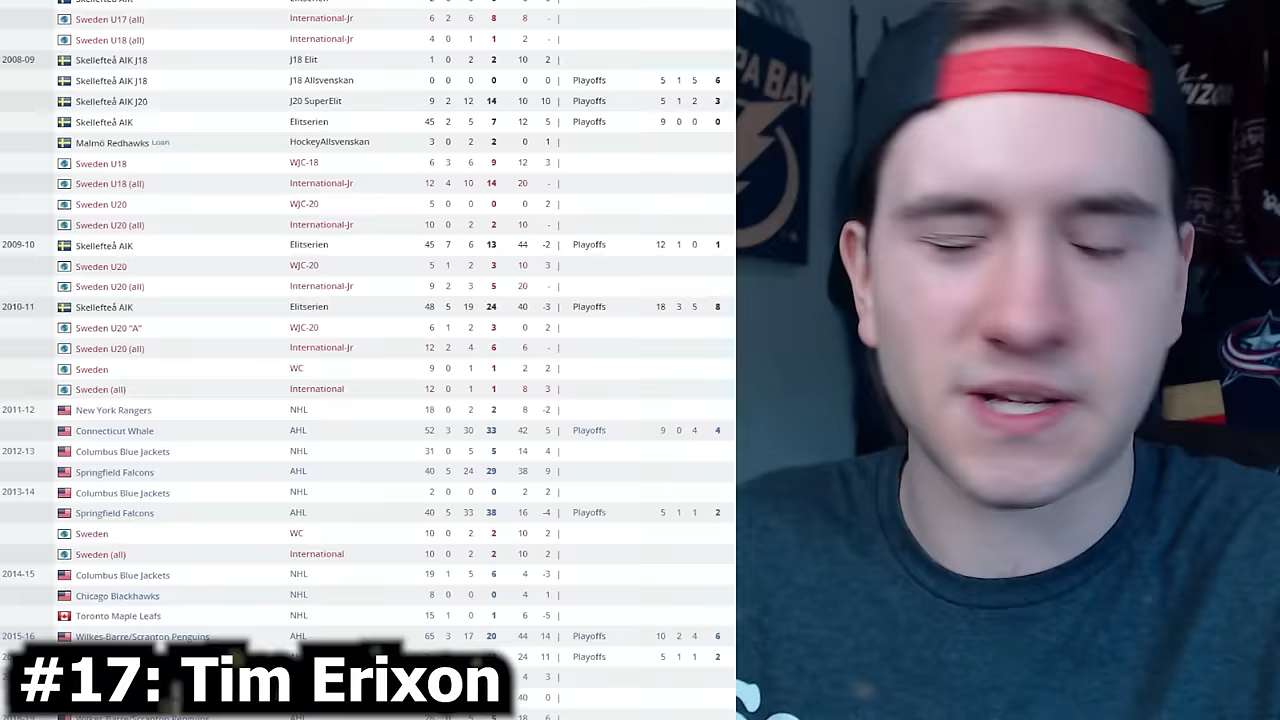 Sweden U17 (all) International-Jr 6 2 6 8 8 - |
Sweden U18 (all) International-Jr 4 0 1 1 2 - |
2008-09 Skellefteå AIK J18 J18 Elit 1 0 2 2 10 2 |
Skellefteå AIK J18 J18 Allsvenskan 0 0 0 0 0 0 | Playoffs 5 1 5 6
Skellefteå AIK J20 J20 SuperElit 9 2 12 14 10 10 | Playoffs 5 1 2 3
Skellefteå AIK Elitserien 45 2 5 7 12 5 | Playoffs 9 0 0 0
Malmö Redhawks Loan HockeyAllsvenskan 3 0 2 2 0 1 |
Sweden U18 WJC-18 6 3 6 9 12 3 |
Sweden U18 (all) International-Jr 12 4 10 14 20 - |
Sweden U20 WJC-20 5 0 0 0 0 2 |
Sweden U20 (all) International-Jr 10 0 2 2 10 - |
2009-10 Skellefteå AIK Elitserien 45 7 6 13 44 -2 | Playoffs 12 1 0 1
Sweden U20 WJC-20 5 1 2 3 10 3 |
Sweden U20 (all) International-Jr 9 2 3 5 20 - |
2010-11 Skellefteå AIK Elitserien 48 5 19 24 40 -3 | Playoffs 18 3 5 8
Sweden U20 "A" WJC-20 6 1 2 3 0 2 |
Sweden U20 (all) International-Jr 12 2 4 6 6 - |
Sweden WC 9 0 1 1 2 2 |
Sweden (all) International 12 0 1 1 8 3 |
2011-12 New York Rangers NHL 18 0 2 2 8 -2 |
Connecticut Whale AHL 52 3 30 33 42 5 | Playoffs 9 0 4 4
2012-13 Columbus Blue Jackets NHL 31 0 5 5 14 4 |
Springfield Falcons AHL 40 5 24 29 38 9 |
2013-14 Columbus Blue Jackets NHL 2 0 0 0 2 2 |
Springfield Falcons AHL 40 5 33 38 16 -4 | Playoffs 5 1 1 2
Sweden WC 10 0 2 2 10 2 |
Sweden (all) International 10 0 2 2 10 2 |
2014-15 Columbus Blue Jackets NHL 19 1 5 6 4 -3 |
Chicago Blackhawks NHL 8 0 0 0 4 1 |
Toronto Maple Leafs NHL 15 1 0 1 6 -5 |
2015-16 Wilkes-Barre/Scranton Penguins AHL 65 3 17 20 44 14 | Playoffs 10 2 4 6
24 11 | Playoffs 5 1 1 2
4 3 |
40 0 |
#17: Tim Erixon
PA BAY